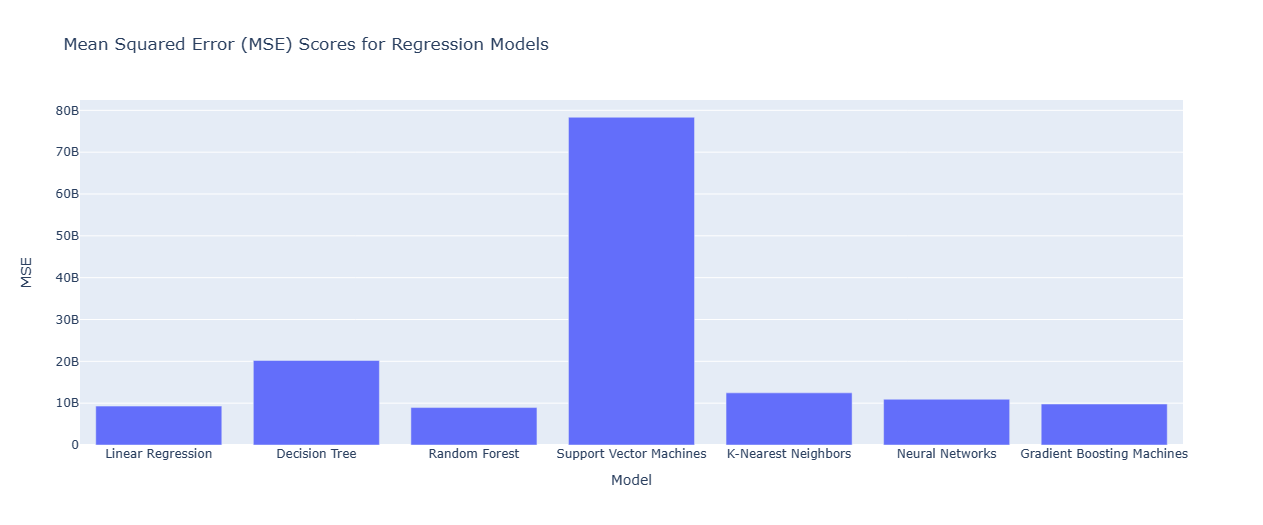 Mean Squared Error (MSE) Scores for Regression Models
80B
70B
60B
50B
40B
30B
20B
10B
0
MSE
Linear Regression
Decision Tree
Random Forest
Support Vector Machines
K-Nearest Neighbors
Neural Networks
Gradient Boosting Machines
Model